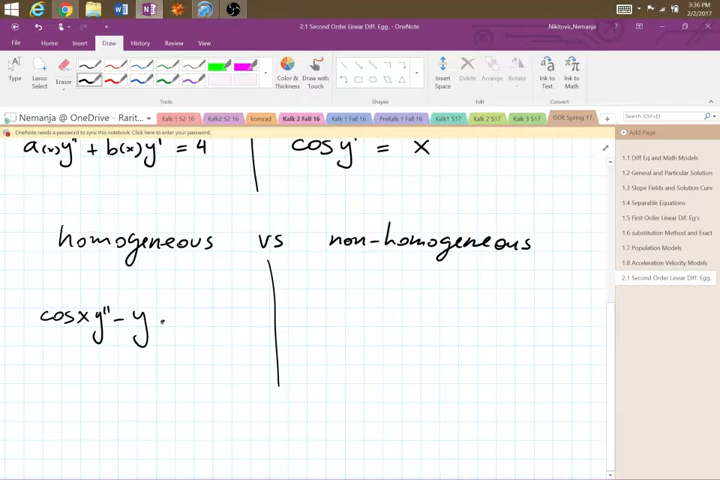 3:36 PM
2/2/2017
2.1 Second Order Linear Diff. Egg. - OneNote
Nikitovic, Nemanja
File
Home
Insert
Draw
History
Review
View
Type
Lasso Select
Eraser
Color & Thickness
Draw with Touch
Insert Space
Delete
Arrange
Rotate
Ink to Text
Ink to Math
Tools
Shapes
Edit
Convert
Nemanja @ OneDrive - Rarit...
Kalk 1 S2 16
Kalk2 S2 16
komrad
Kalk 2 Fall 16
Kalk 1 Fall 16
PreKalk 1 Fall 16
Kalk1 S17
Kalk 2 S17
Kalk 3 S17
ODE Spring 17
Search (Ctrl+E)
OneNote needs a password to sync this notebook. Click here to enter your password.
Add Page
a(x)y" + b(x)y' = 4
cos y' = x
homogeneous vs non-homogeneous
cosx y" - y
1.1 Diff Eq and Math Models
1.2 General and Particular Solution
1.3 Slope Fields and Solution Curv
1.4 Separable Equations
1.5 First Order Linear Diff. Eq's
1.6 substitution Method and Exact
1.7 Population Models
1.8 Acceleration Velocity Models
2.1 Second Order Linear Diff. Egg.